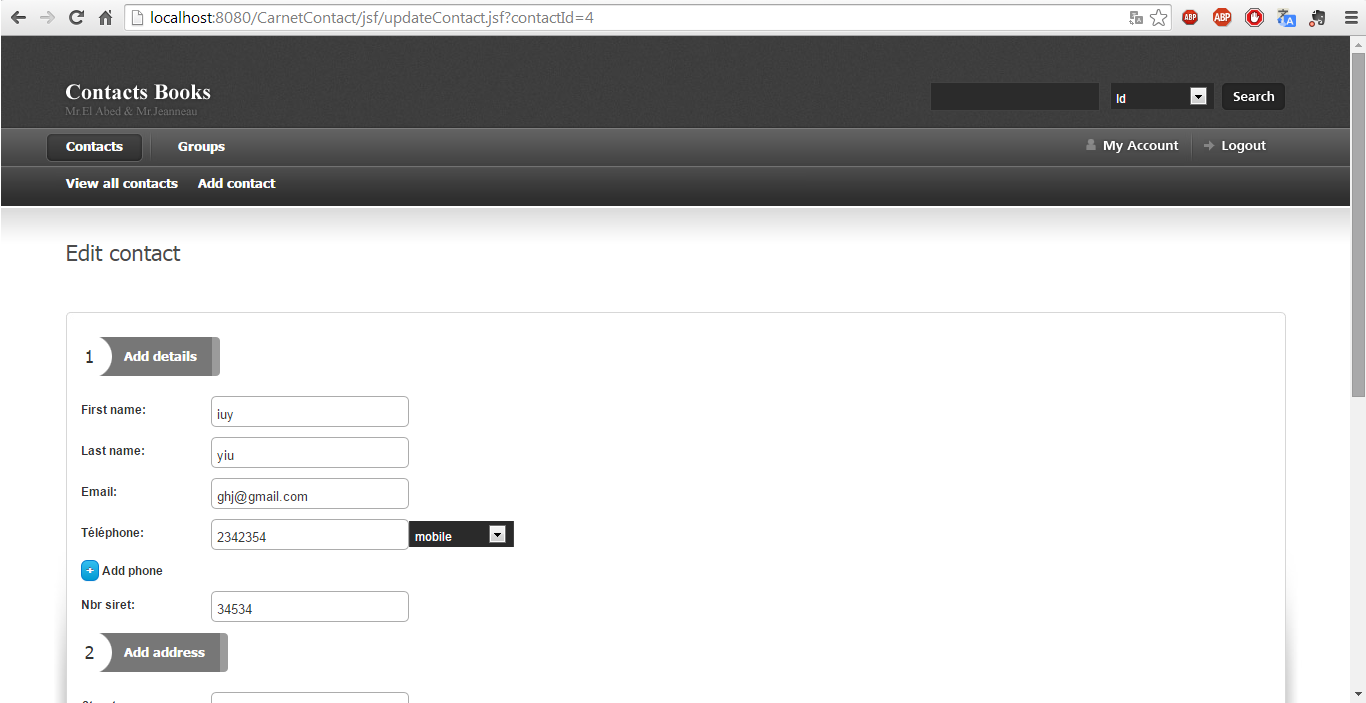 localhost:8080/CarnetContact/jsf/updateContact.jsf?contactId=4
ABP
ABP
Contacts Books
Mr El Abed & Mr Jeanneau
Id
Search
Contacts
Groups
My Account
Logout
View all contacts
Add contact
Edit contact
1 Add details
First name: iuy
Last name: yiu
Email: ghj@gmail.com
Téléphone: 2342354 mobile
+ Add phone
Nbr siret: 34534
2 Add address